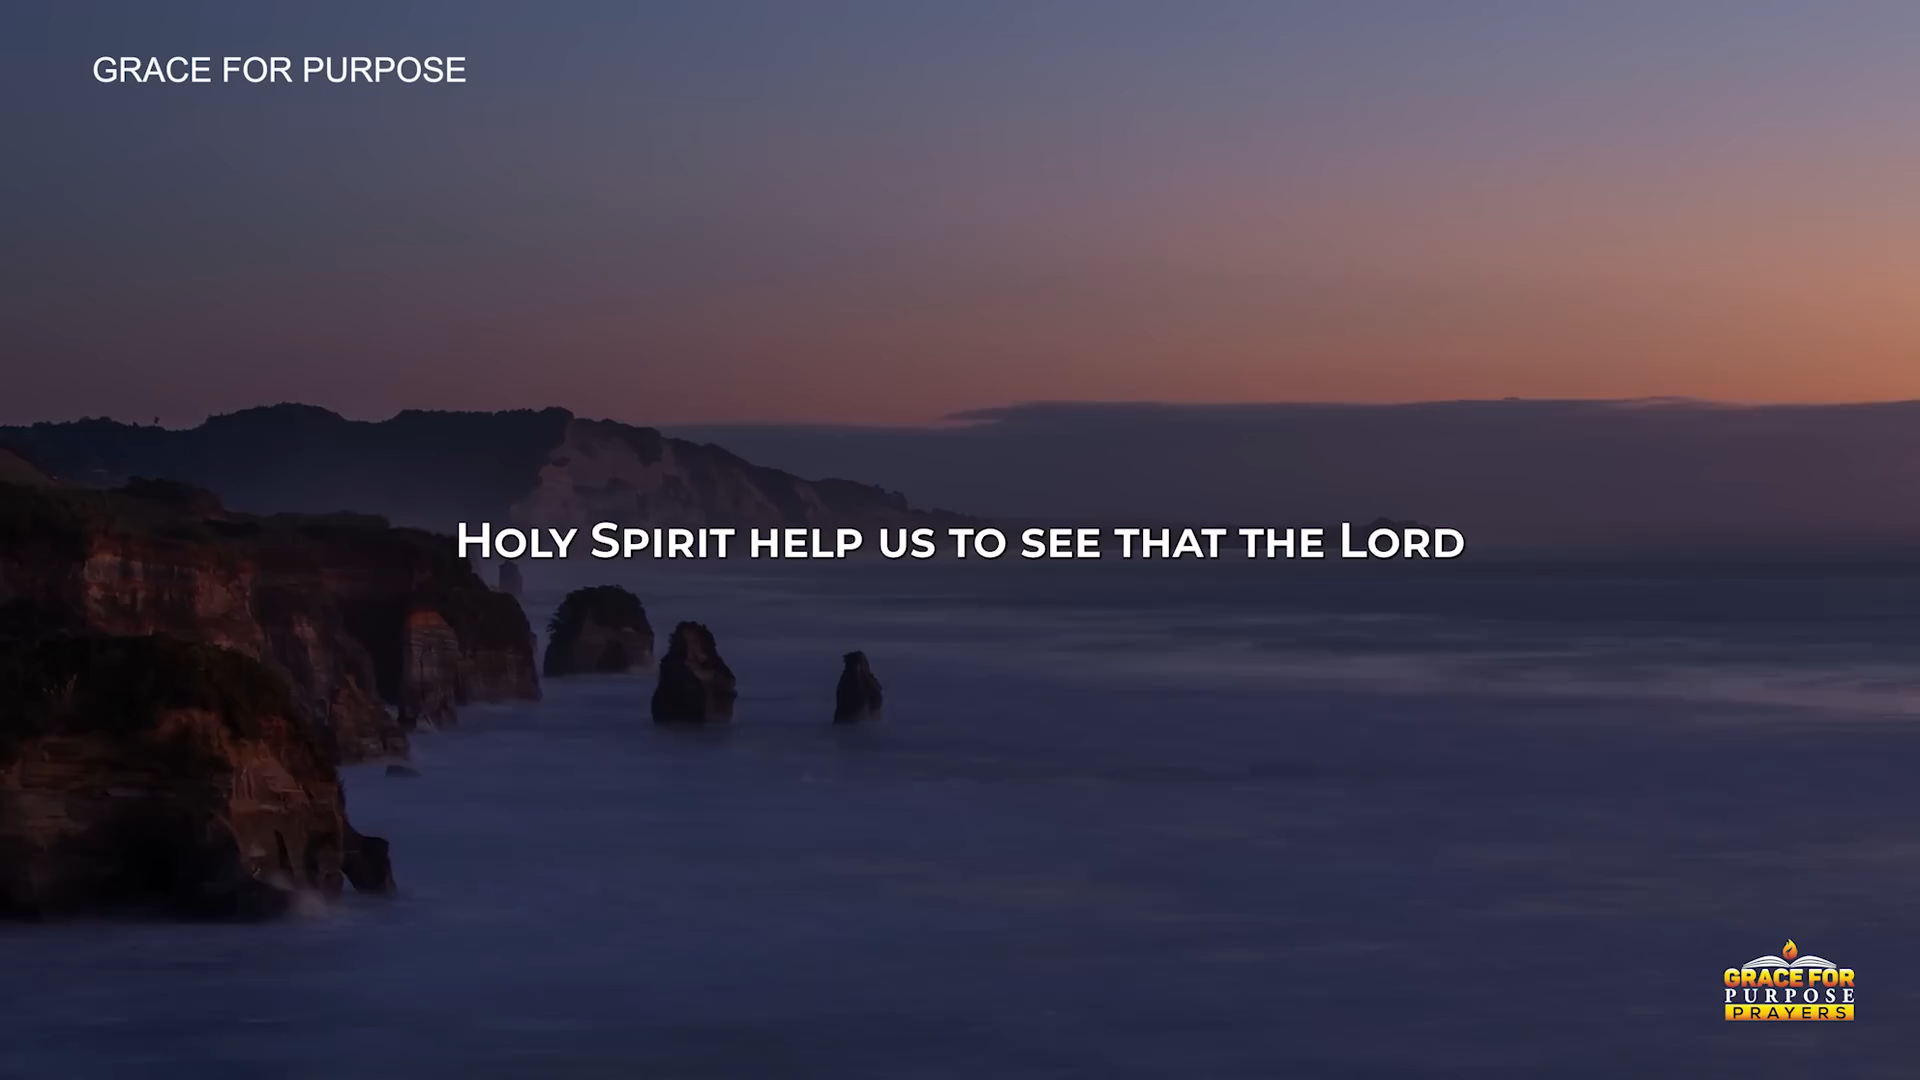 GRACE FOR PURPOSE
Holy Spirit help us to see that the Lord
GRACE FOR
PURPOSE
PRAYERS